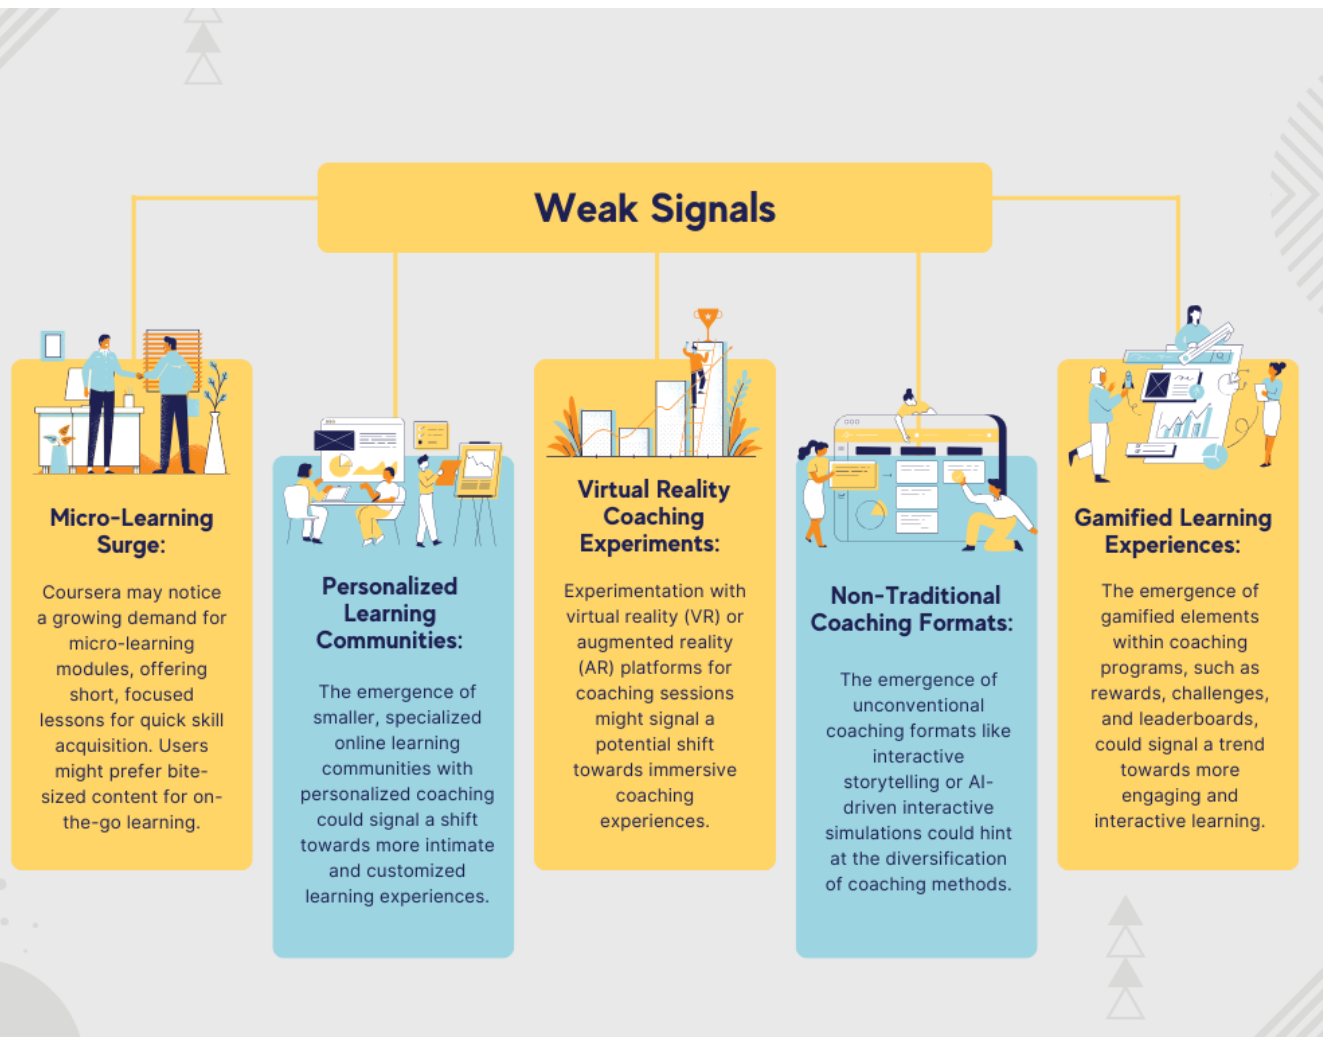 Weak Signals
Micro-Learning
Surge:
Coursera may notice
a growing demand for
micro-learning
modules, offering
short, focused
lessons for quick skill
acquisition. Users
might prefer bite-
sized content for on-
the-go learning.
Personalized
Learning
Communities:
The emergence of
smaller, specialized
online learning
communities with
personalized coaching
could signal a shift
towards more intimate
and customized
learning experiences.
Virtual Reality
Coaching
Experiments:
Experimentation with
virtual reality (VR) or
augmented reality
(AR) platforms for
coaching sessions
might signal a
potential shift
towards immersive
coaching
experiences.
Non-Traditional
Coaching Formats:
The emergence of
unconventional
coaching formats like
interactive
storytelling or AI-
driven interactive
simulations could hint
at the diversification
of coaching methods.
Gamified Learning
Experiences:
The emergence of
gamified elements
within coaching
programs, such as
rewards, challenges,
and leaderboards,
could signal a trend
towards more
engaging and
interactive learning.